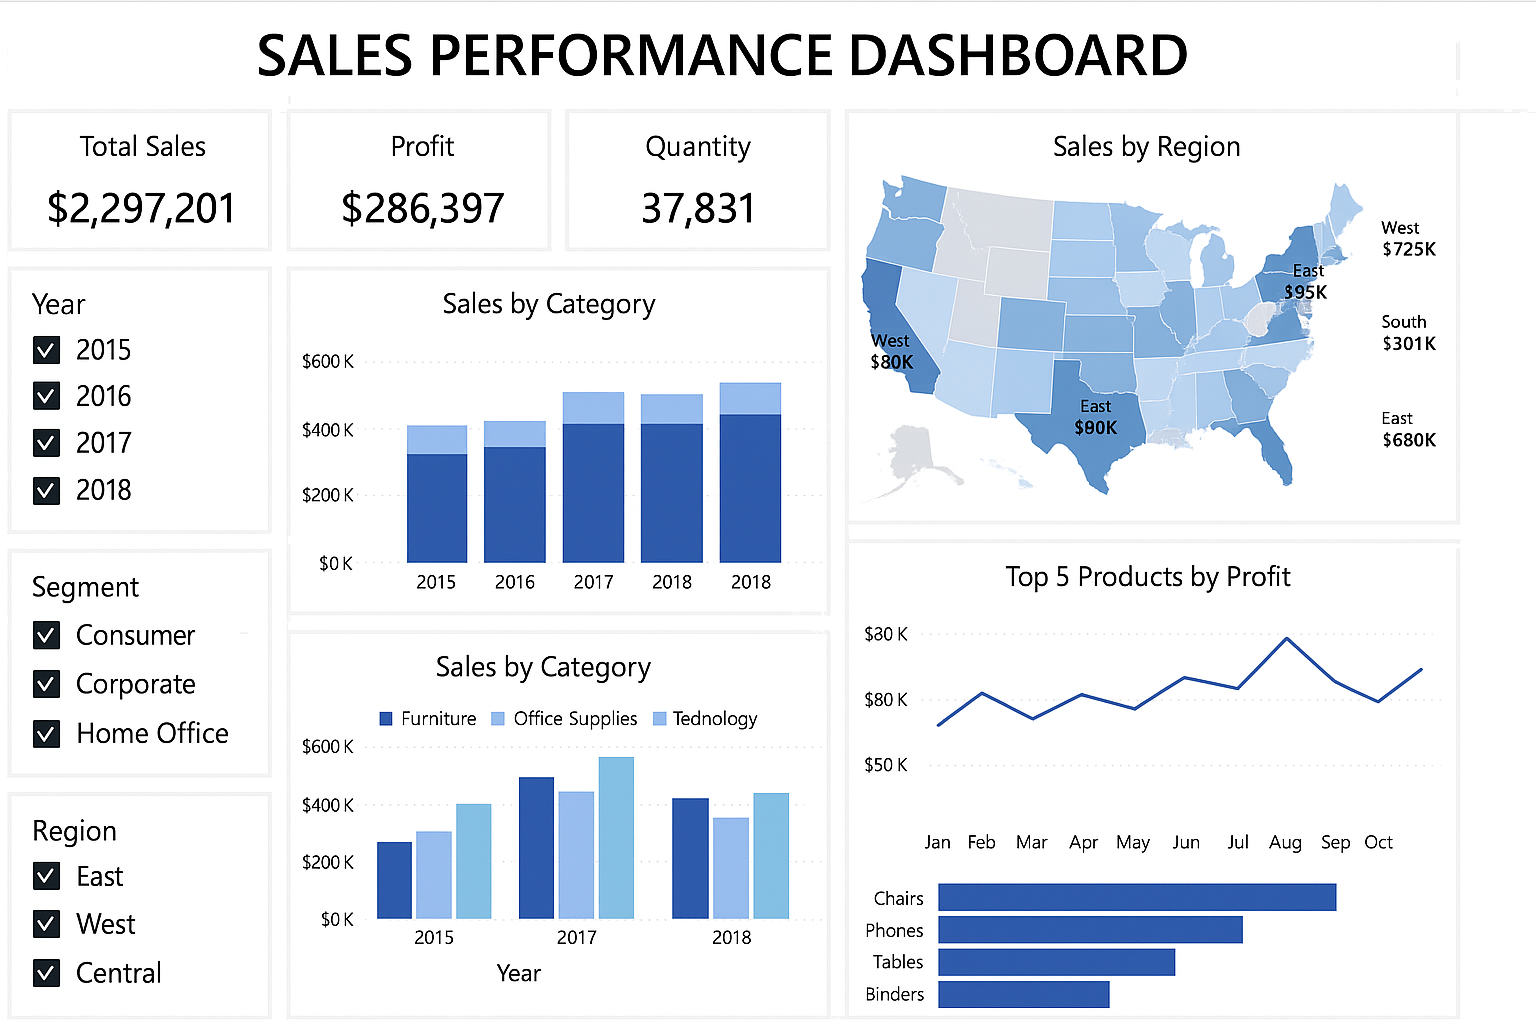 SALES PERFORMANCE DASHBOARD
Total Sales
$2,297,201
Profit
$286,397
Quantity
37,831
Year
2015
2016
2017
2018
Segment
Consumer
Corporate
Home Office
Region
East
West
Central
Sales by Category
$600 K
$400 K
$200 K
$0 K
2015 2016 2017 2018 2018
Sales by Category
Furniture Office Supplies Tednology
$600 K
$400 K
$200 K
$0 K
2015 2017 2018
Year
Sales by Region
West
$80K
East
$90K
East
$95K
West
$725K
South
$301K
East
$680K
Top 5 Products by Profit
$30 K
$80 K
$50 K
Jan Feb Mar Apr May Jun Jul Aug Sep Oct
Chairs
Phones
Tables
Binders